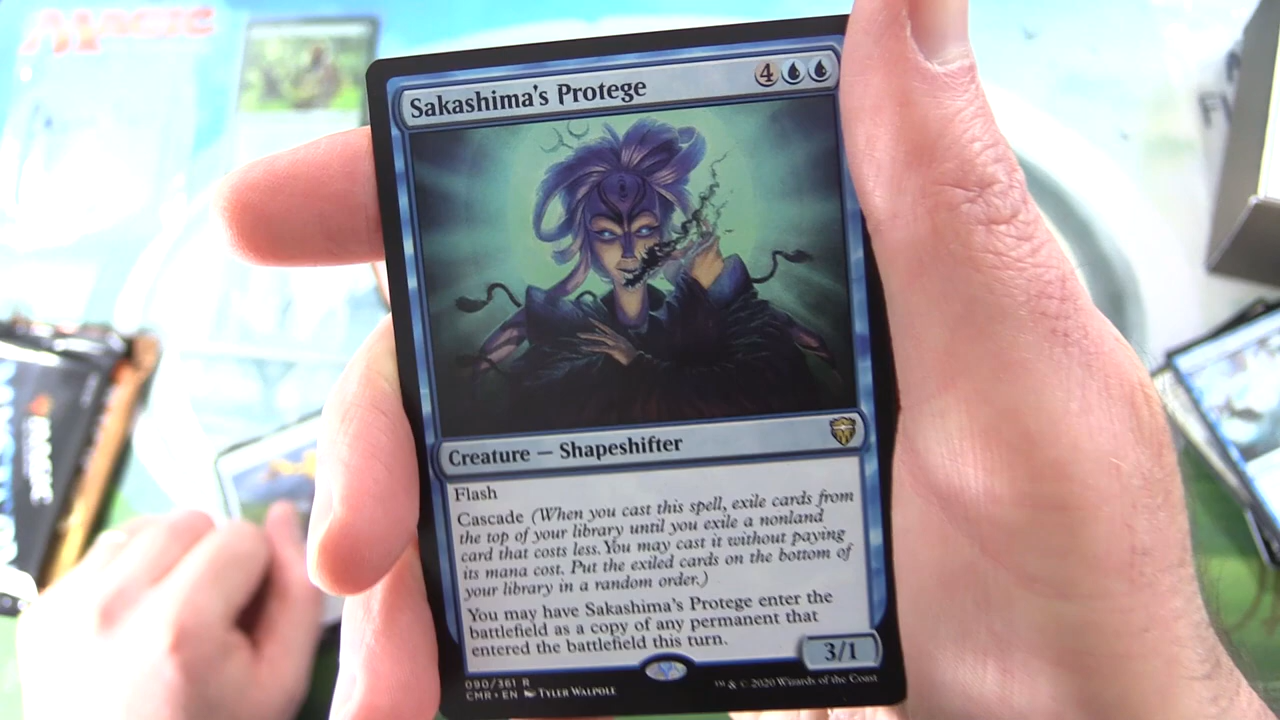 MAGIC
Sakashima's Protege
4
Creature — Shapeshifter
Flash
Cascade (When you cast this spell, exile cards from
the top of your library until you exile a nonland
card that costs less. You may cast it without paying
its mana cost. Put the exiled cards on the bottom of
your library in a random order.)
You may have Sakashima's Protege enter the
battlefield as a copy of any permanent that
entered the battlefield this turn.
3/1
090/361 R
CMR • EN Tyler Walpole
™ & © 2020 Wizards of the Coast